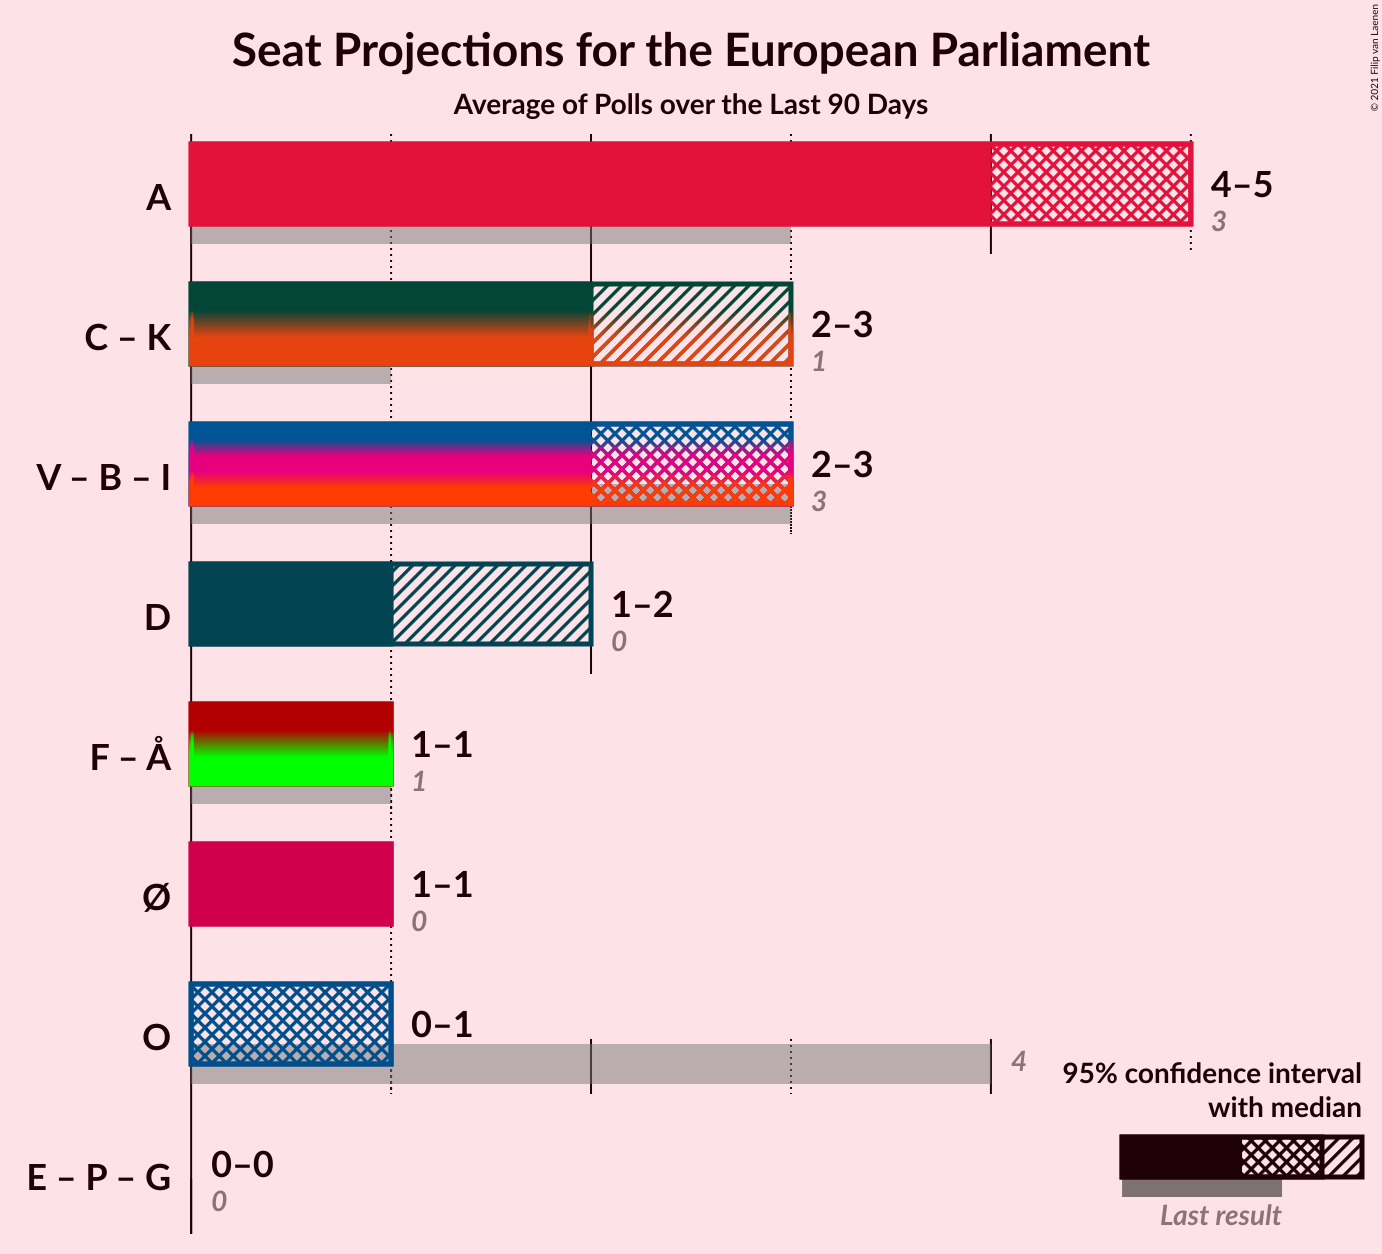 Seat Projections for the European Parliament
Average of Polls over the Last 90 Days
© 2021 Filip van Laenen
A
4–5
3
C – K
2–3
1
V – B – I
2–3
3
D
1–2
0
F – Å
1–1
1
Ø
1–1
0
O
0–1
4
E – P – G
0–0
0
95% confidence interval
with median
Last result